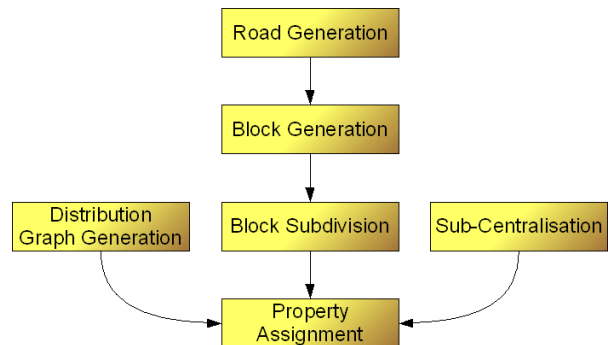 Road Generation
Block Generation
Distribution
Graph Generation
Block Subdivision
Sub-Centralisation
Property
Assignment